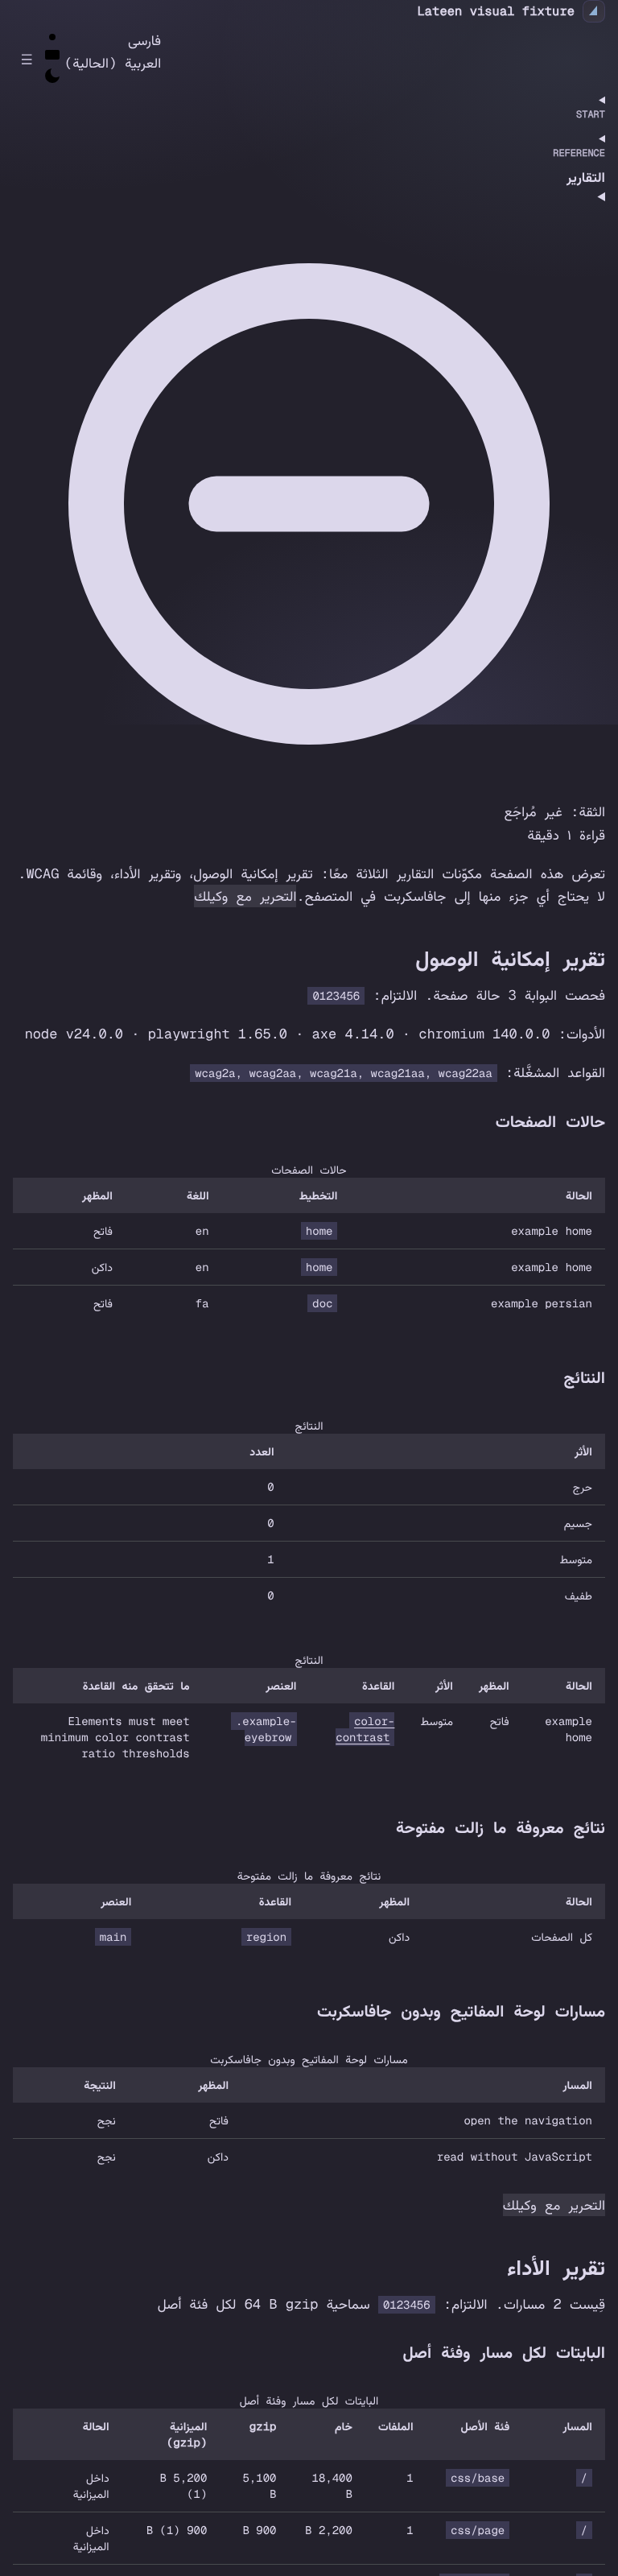 Lateen visual fixture
فارسی
العربية (الحالية)
START
REFERENCE
التقارير
الثقة: غير مُراجَع
قراءة ١ دقيقة
تعرض هذه الصفحة مكوّنات التقارير الثلاثة معًا: تقرير إمكانية الوصول، وتقرير الأداء، وقائمة WCAG.
لا يحتاج أي جزء منها إلى جافاسكربت في المتصفح. التحرير مع وكيلك
تقرير إمكانية الوصول
فحصت البوابة 3 حالة صفحة. الالتزام: 0123456
الأدوات: node v24.0.0 · playwright 1.65.0 · axe 4.14.0 · chromium 140.0.0
القواعد المشغَّلة: wcag2a, wcag2aa, wcag21a, wcag21aa, wcag22aa
حالات الصفحات
حالات الصفحات
الحالة التخطيط اللغة المظهر
example home home en فاتح
example home home en داكن
example persian doc fa فاتح
النتائج
النتائج
الأثر العدد
حرج 0
جسيم 0
متوسط 1
طفيف 0
النتائج
الحالة المظهر الأثر القاعدة العنصر ما تتحقق منه القاعدة
example فاتح متوسط color- .example- Elements must meet
home contrast eyebrow minimum color contrast
ratio thresholds
نتائج معروفة ما زالت مفتوحة
نتائج معروفة ما زالت مفتوحة
الحالة المظهر القاعدة العنصر
كل الصفحات داكن region main
مسارات لوحة المفاتيح وبدون جافاسكربت
مسارات لوحة المفاتيح وبدون جافاسكربت
المسار المظهر النتيجة
open the navigation فاتح نجح
read without JavaScript داكن نجح
التحرير مع وكيلك
تقرير الأداء
قِيست 2 مسارات. الالتزام: 0123456 سماحية 64 B gzip لكل فئة أصل
البايتات لكل مسار وفئة أصل
البايتات لكل مسار وفئة أصل
المسار فئة الأصل الملفات خام gzip الميزانية الحالة
(gzip)
/ css/base 1 18,400 5,100 B 5,200 داخل
B B (1) الميزانية
/ css/page 1 B 2,200 B 900 B (1) 900 داخل
الميزانية